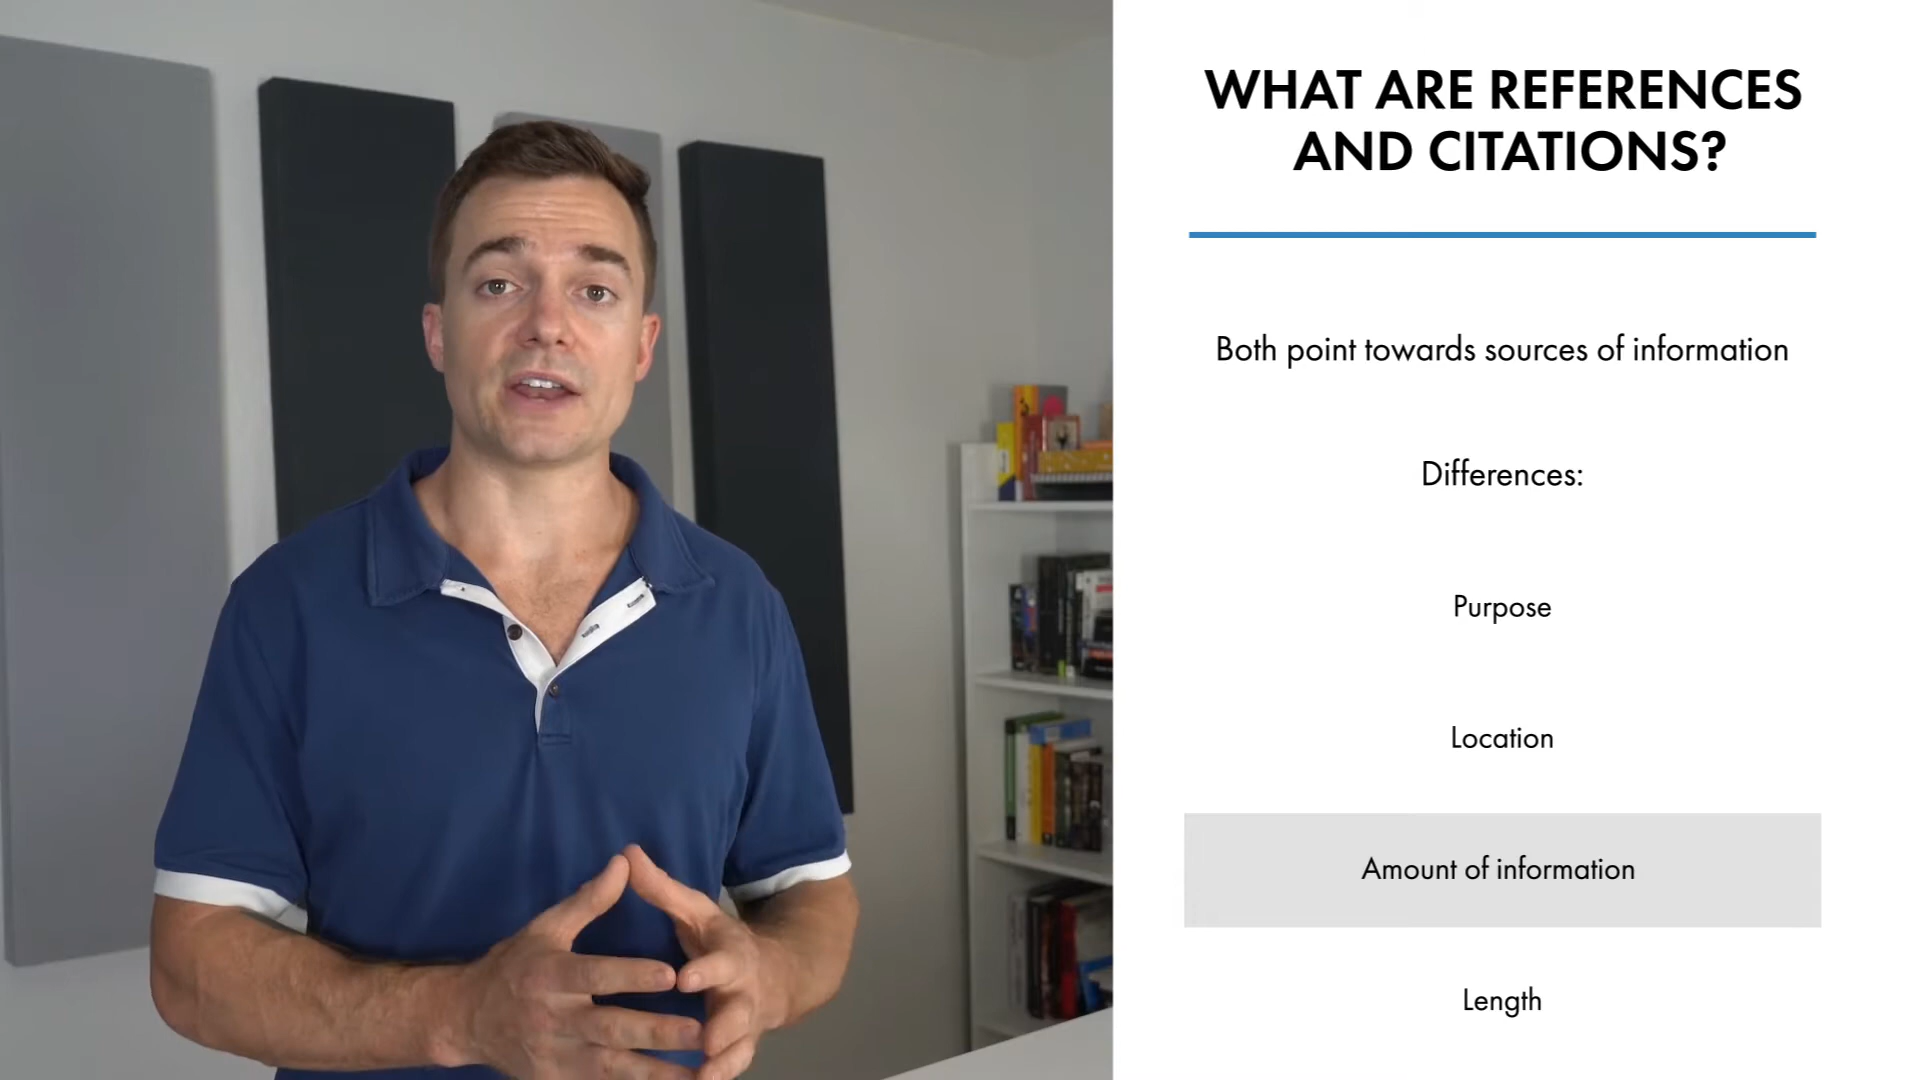 WHAT ARE REFERENCES
AND CITATIONS?
Both point towards sources of information
Differences:
Purpose
Location
Amount of information
Length